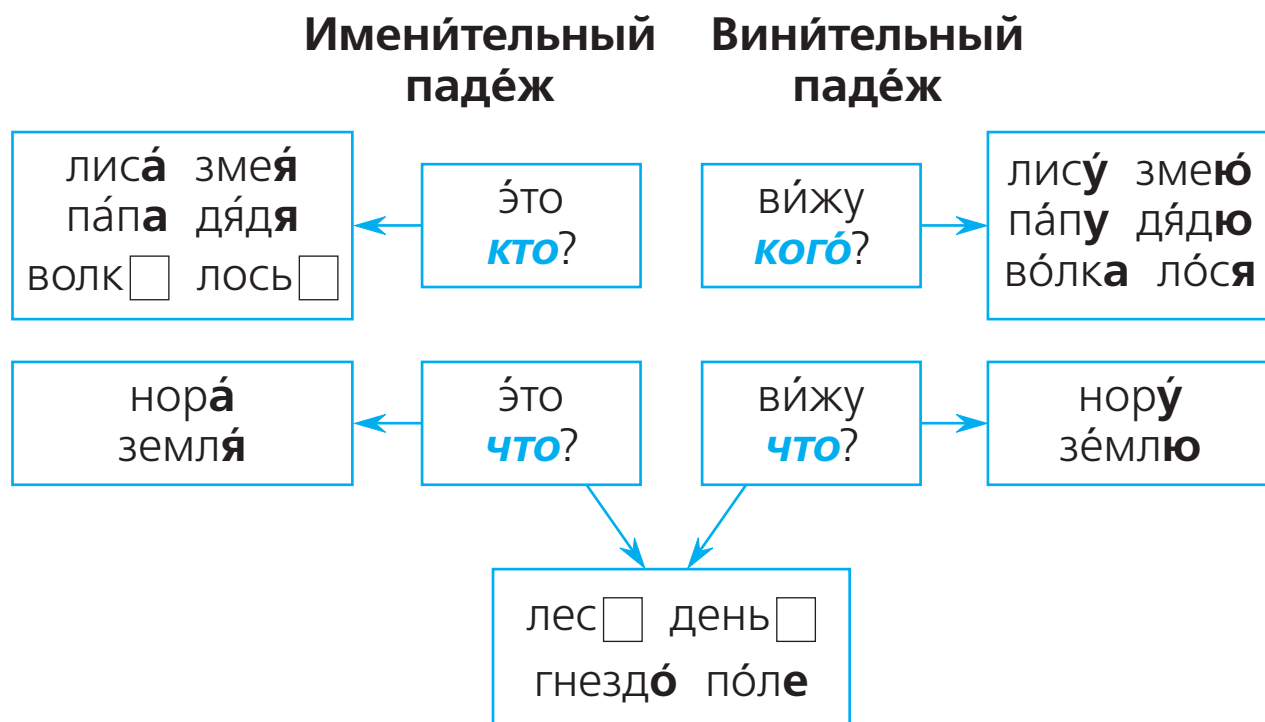 Имени́тельный паде́ж
Вини́тельный паде́ж
лиса́ змея́
па́па дя́дя
волк□ лось□
э́то
кто?
ви́жу
кого́?
лису́ змею́
па́пу дя́дю
во́лка ло́ся
нора́
земля́
э́то
что?
ви́жу
что?
нору́
зе́млю
лес□ день□
гнездо́ по́ле